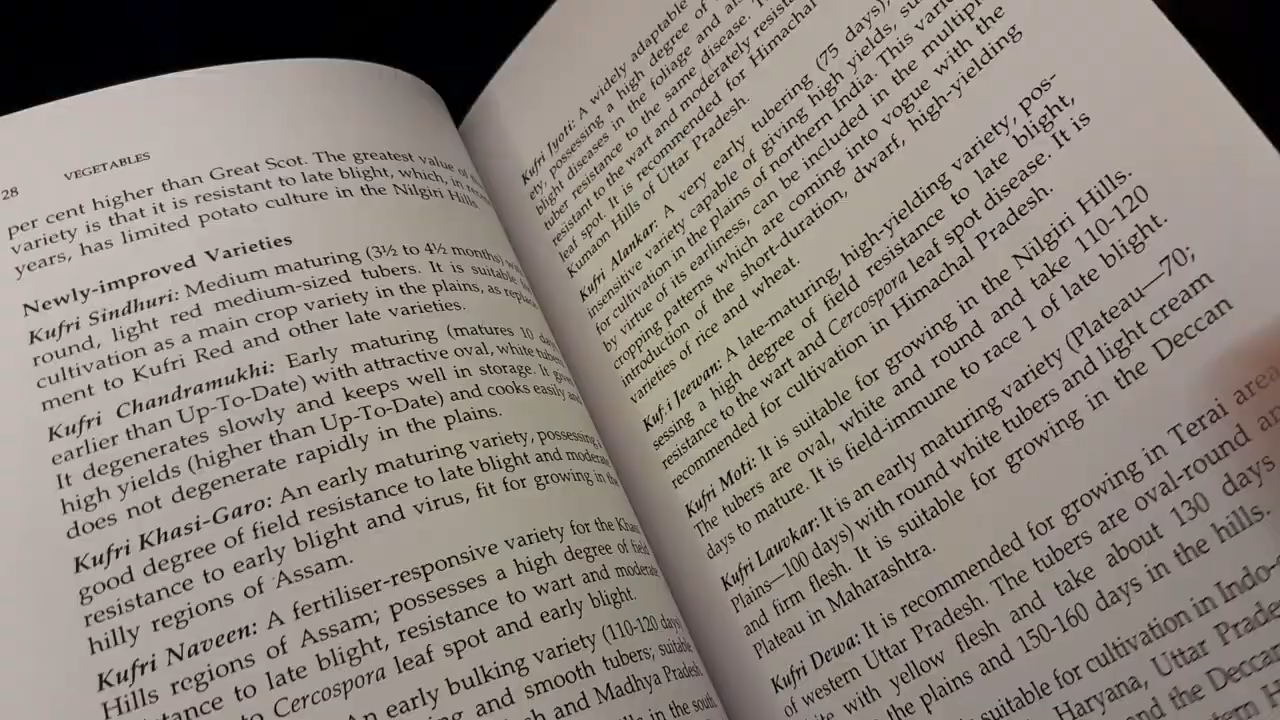 28
VEGETABLES
per cent higher than Great Scot. The greatest value of
variety is that it is resistant to late blight, which, in
years, has limited potato culture in the Nilgiri Hills.
Newly-improved Varieties
Kufri Sindhuri: Medium maturing (3½ to 4½ months)
round, light red medium-sized tubers. It is suitable
cultivation as a main crop variety in the plains, as replace
ment to Kufri Red and other late varieties.
Kufri Chandramukhi: Early maturing (matures 10 days
earlier than Up-To-Date) with attractive oval, white tubers
It degenerates slowly and keeps well in storage. It
high yields (higher than Up-To-Date) and cooks easily
does not degenerate rapidly in the plains.
Kufri Khasi-Garo: An early maturing variety, possessing
good degree of field resistance to late blight and moderate
resistance to early blight and virus, fit for growing in the
hilly regions of Assam.
Kufri Naveen: A fertiliser-responsive variety for the
Hills regions of Assam; possesses a high degree of field
tance to late blight, resistance to wart and moderate
to Cercospora leaf spot and early blight.
An early bulking variety (110-120 days)
and smooth tubers; suitable
and Madhya Pradesh
in the south
Kufri Jyoti: A widely adaptable
ety, possessing a high degree of
blight diseases in the foliage and
tuber resistance to the same disease.
resistant to the wart and moderately
leaf spot. It is recommended for Himachal
Kumaon Hills of Uttar Pradesh.
Kufri Alankar: A very early tubering (75 days),
insensitive variety capable of giving high yields,
for cultivation in the plains of northern India. This
by virtue of its earliness, can be included in the
cropping patterns which are coming into vogue with the
introduction of the short-duration, dwarf, high-yielding
varieties of rice and wheat.
Kuf·i Jeewan: A late-maturing, high-yielding variety, pos-
sessing a high degree of field resistance to late blight,
resistance to the wart and Cercospora leaf spot disease. It is
recommended for cultivation in Himachal Pradesh.
Kufri Moti: It is suitable for growing in the Nilgiri Hills.
The tubers are oval, white and round and take 110-120
days to mature. It is field-immune to race 1 of late blight.
Kufri Lauvkar: It is an early maturing variety (Plateau—70;
Plains—100 days) with round white tubers and light cream
and firm flesh. It is suitable for growing in the Deccan
Plateau in Maharashtra.
Kufri Dewa: It is recommended for growing in Terai area
of western Uttar Pradesh. The tubers are oval-round
with yellow flesh and take about 130 days
the plains and 150-160 days in the hills.
suitable for cultivation in Indo-
Haryana, Uttar
and the Deccan